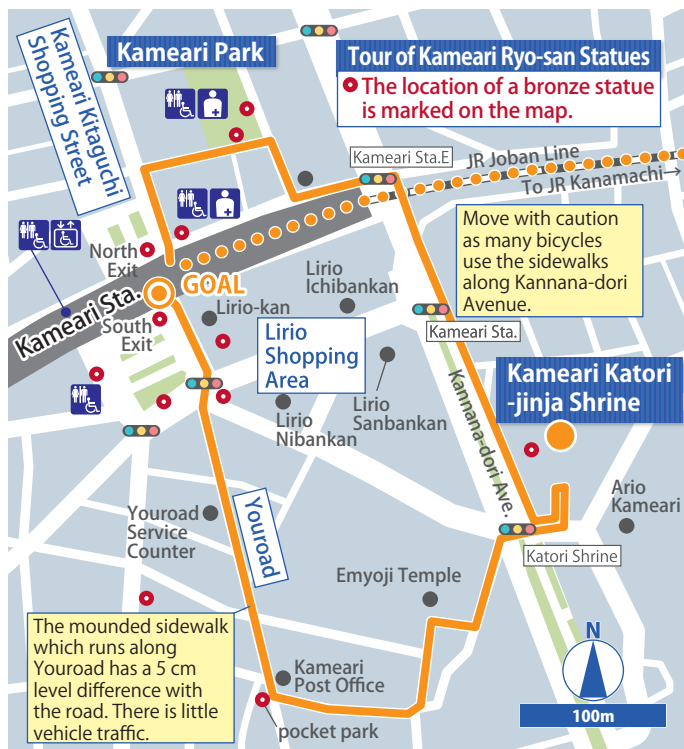 Kameari Park
Tour of Kameari Ryo-san Statues
The location of a bronze statue
is marked on the map.
Kameari Kitaguchi
Shopping Street
Kameari Sta.E
JR Joban Line
To JR Kanamachi→
Move with caution
as many bicycles
use the sidewalks
along Kannana-dori
Avenue.
North
Exit
GOAL
Kameari Sta.
South
Exit
Lirio-kan
Lirio
Ichibankan
Lirio
Shopping
Area
Kameari Sta.
Kameari Katori
-jinja Shrine
Lirio
Nibankan
Lirio
Sanbankan
Kannana-dori Ave.
Ario
Kameari
Youroad
Service
Counter
Youroad
Katori Shrine
Emyoji Temple
The mounded sidewalk
which runs along
Youroad has a 5 cm
level difference with
the road. There is little
vehicle traffic.
Kameari
Post Office
pocket park
N
100m